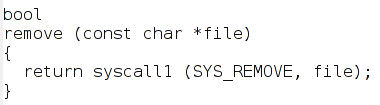 bool
remove (const char *file)
{
  return syscall1 (SYS_REMOVE, file);
}